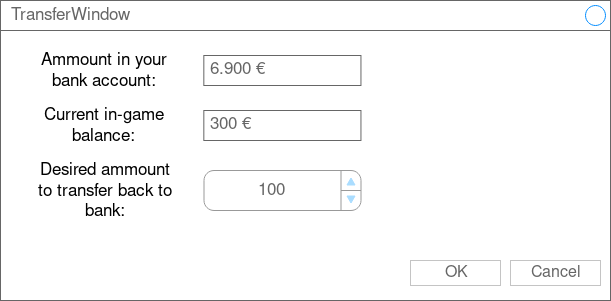 TransferWindow
Ammount in your
bank account:
6.900 €
Current in-game
balance:
300 €
Desired ammount
to transfer back to
bank:
100
OK
Cancel